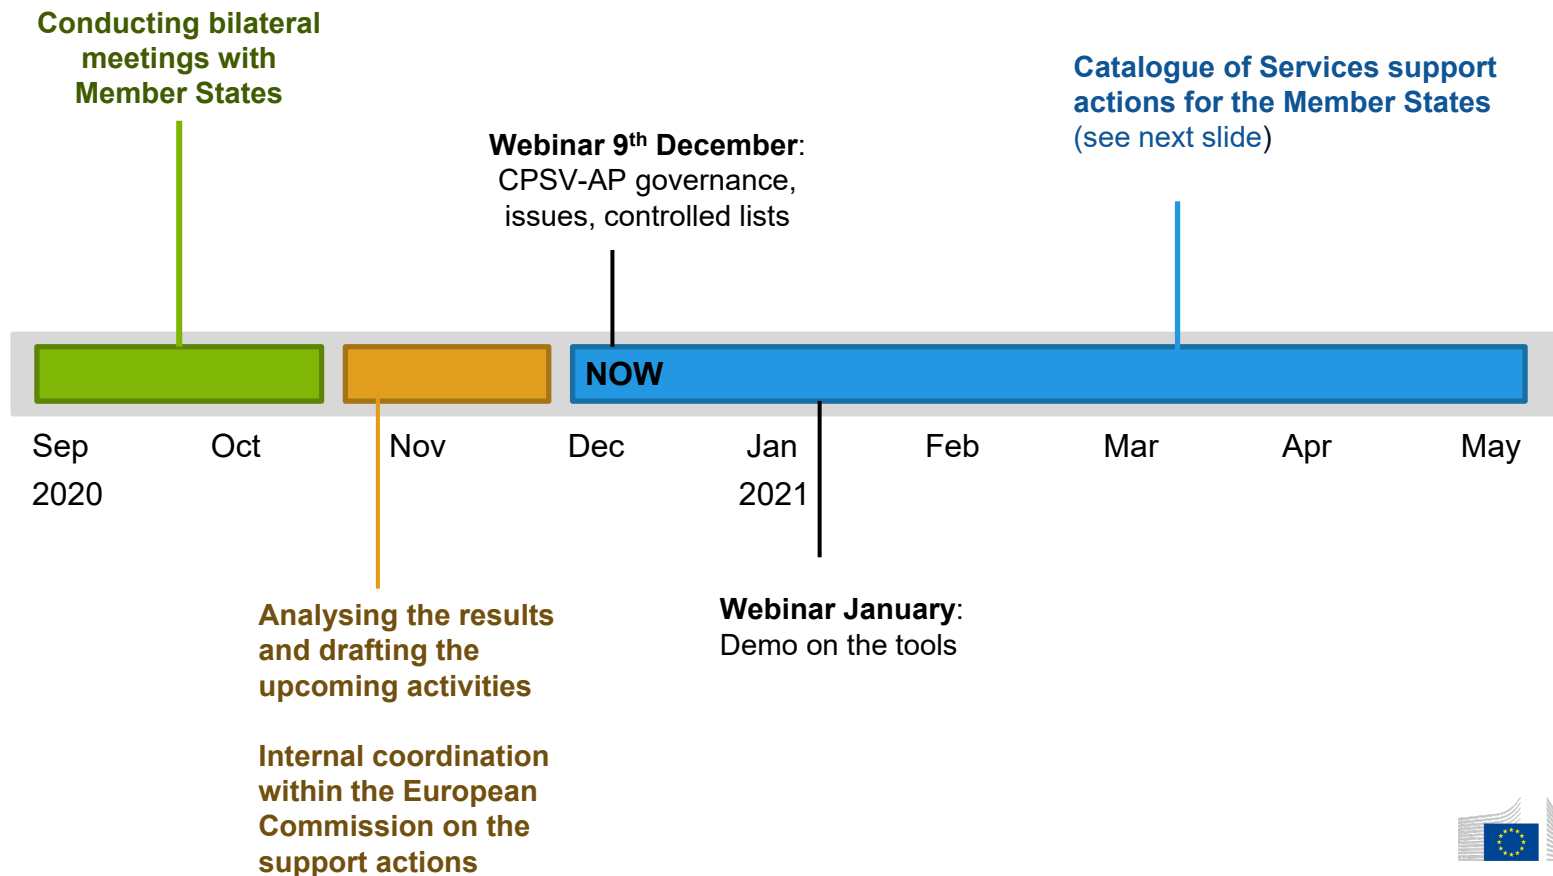 Conducting bilateral
meetings with
Member States
Catalogue of Services support
actions for the Member States
(see next slide)
Webinar 9th December:
CPSV-AP governance,
issues, controlled lists
NOW
Sep Oct Nov Dec Jan Feb Mar Apr May
2020 2021
Analysing the results
and drafting the
upcoming activities
Internal coordination
within the European
Commission on the
support actions
Webinar January:
Demo on the tools